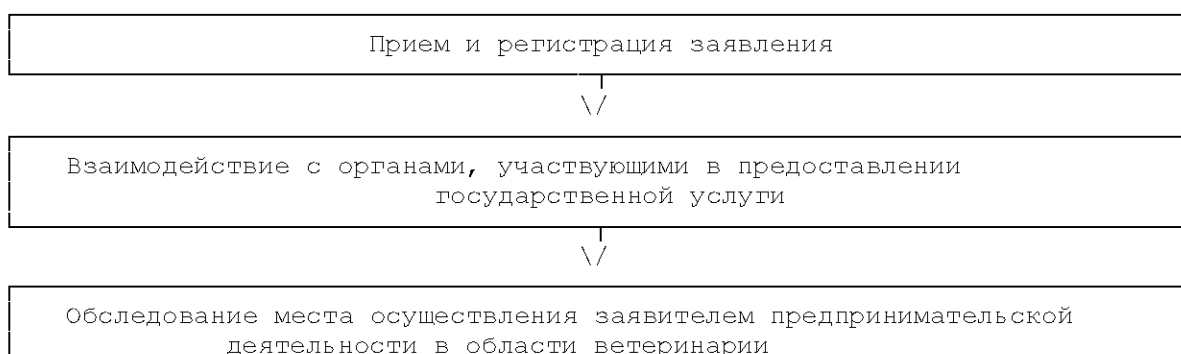 Прием и регистрация заявления
\/
Взаимодействие с органами, участвующими в предоставлении
государственной услуги
\/
Обследование места осуществления заявителем предпринимательской
деятельности в области ветеринарии